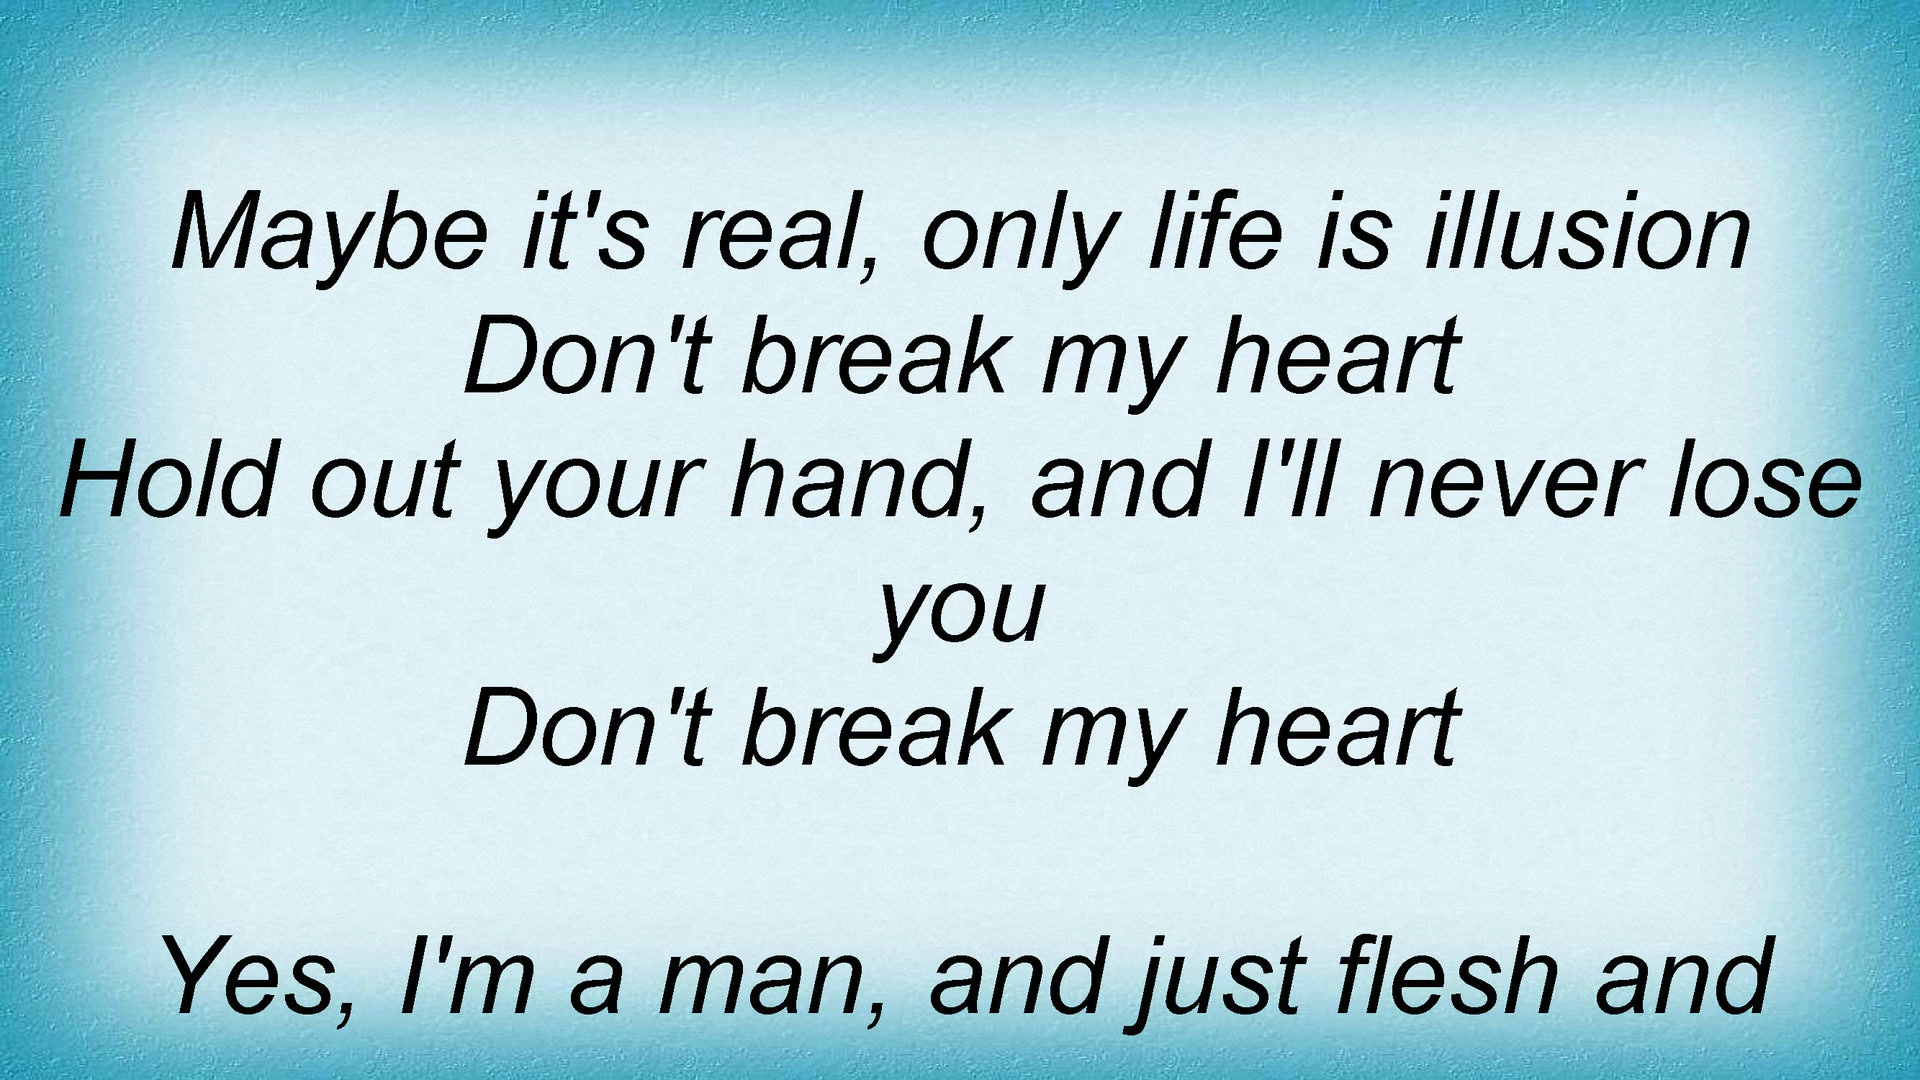 Maybe it's real, only life is illusion
Don't break my heart
Hold out your hand, and I'll never lose
you
Don't break my heart
Yes, I'm a man, and just flesh and